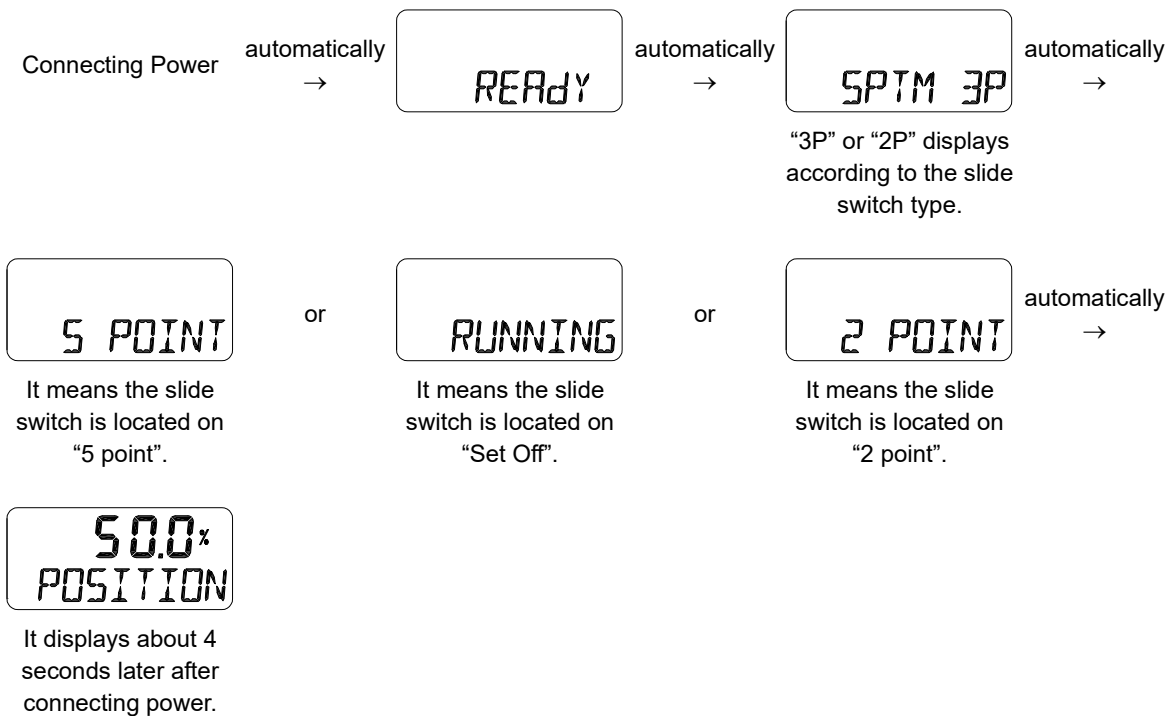 Connecting Power
automatically
→
READY
automatically
→
SPTM 3P
automatically
→
“3P” or “2P” displays
according to the slide
switch type.
5 POINT
or
RUNNING
or
2 POINT
automatically
→
It means the slide
switch is located on
“5 point”.
It means the slide
switch is located on
“Set Off”.
It means the slide
switch is located on
“2 point”.
50.0%
POSITION
It displays about 4
seconds later after
connecting power.